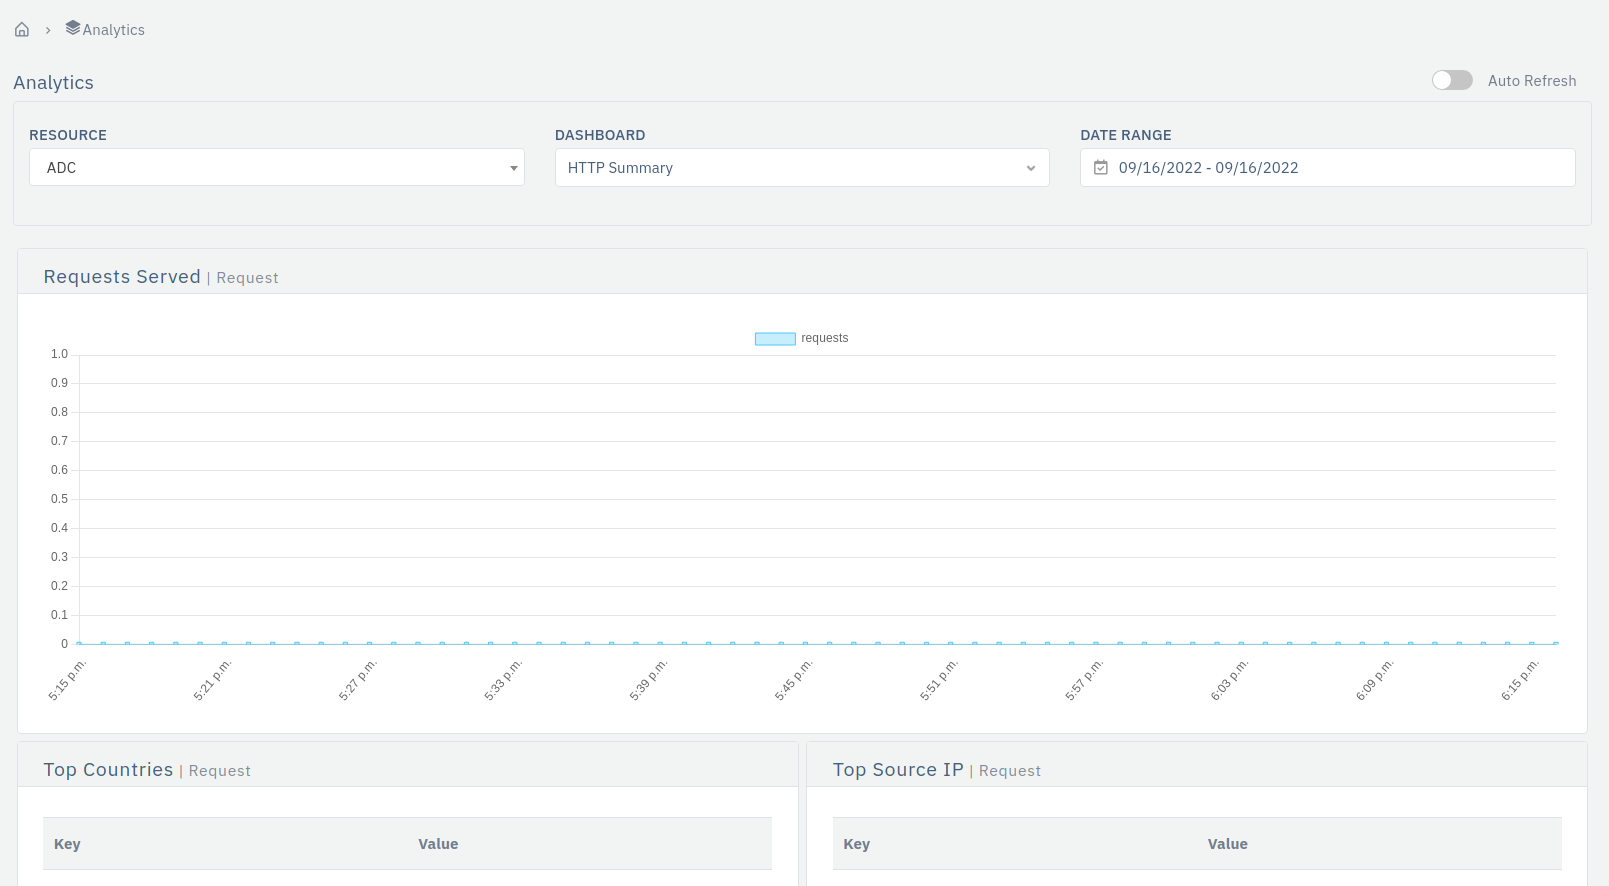 Analytics
Analytics
Auto Refresh
RESOURCE
DASHBOARD
DATE RANGE
ADC
HTTP Summary
09/16/2022 - 09/16/2022
Requests Served | Request
requests
1.0
0.9
0.8
0.7
0.6
0.5
0.4
0.3
0.2
0.1
0
5:15 p.m.
5:21 p.m.
5:27 p.m.
5:33 p.m.
5:39 p.m.
5:45 p.m.
5:51 p.m.
5:57 p.m.
6:03 p.m.
6:09 p.m.
6:15 p.m.
Top Countries | Request
Key Value
Top Source IP | Request
Key Value